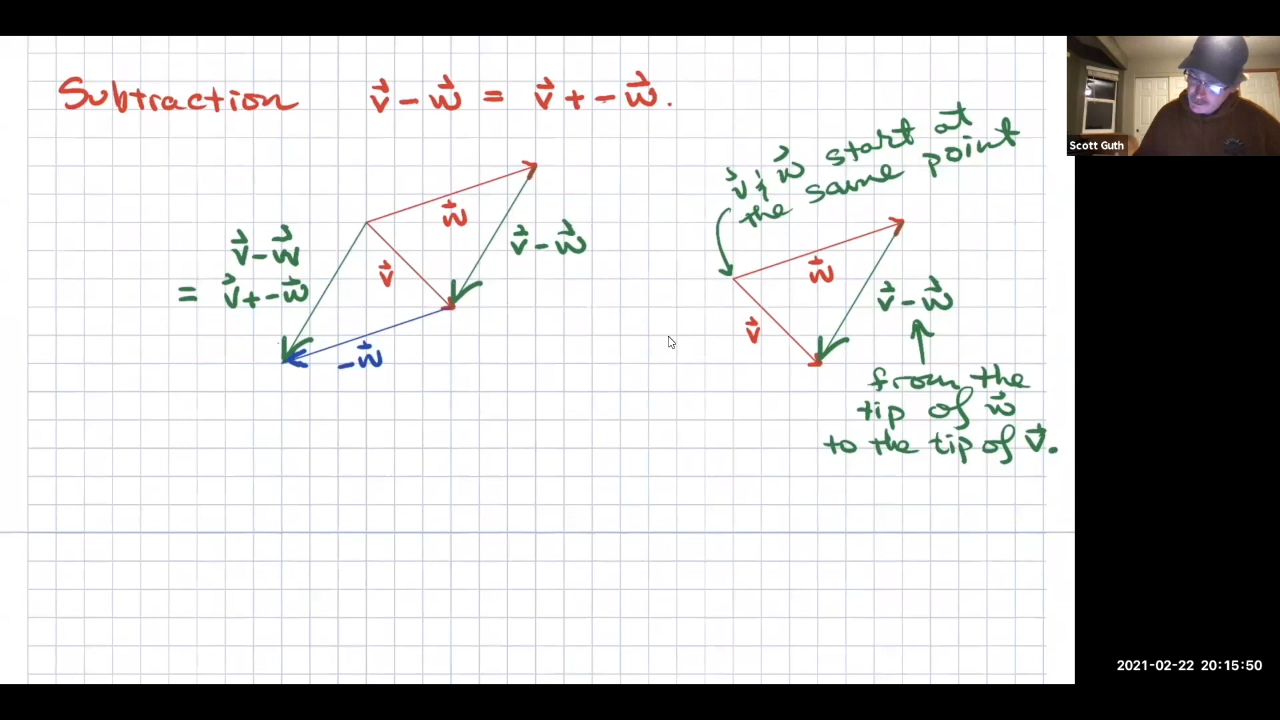 Subtraction v⃗ - w⃗ = v⃗ + -w⃗.
Scott Guth
w⃗
v⃗
v⃗ - w⃗
v⃗ - w⃗
= v⃗ + -w⃗
-w⃗
v⃗ & w⃗ start at
the same point
w⃗
v⃗
v⃗ - w⃗
from the
tip of w⃗
to the tip of v⃗.
2021-02-22 20:15:50